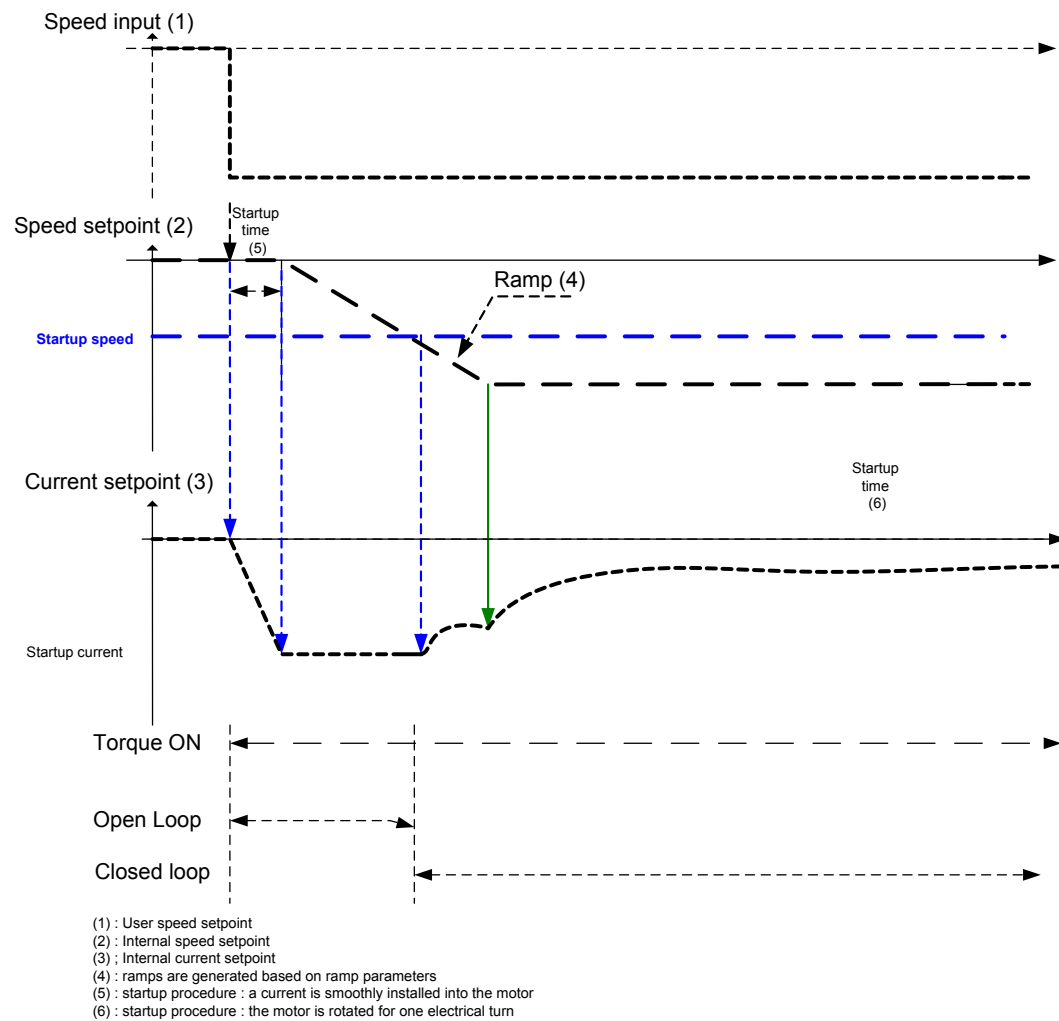 Speed input (1)
Startup
time
(5)
Speed setpoint (2)
Ramp (4)
Startup speed
Startup
time
(6)
Current setpoint (3)
Startup current
Torque ON
Open Loop
Closed loop
(1) : User speed setpoint
(2) : Internal speed setpoint
(3) ; Internal current setpoint
(4) : ramps are generated based on ramp parameters
(5) : startup procedure : a current is smoothly installed into the motor
(6) : startup procedure : the motor is rotated for one electrical turn